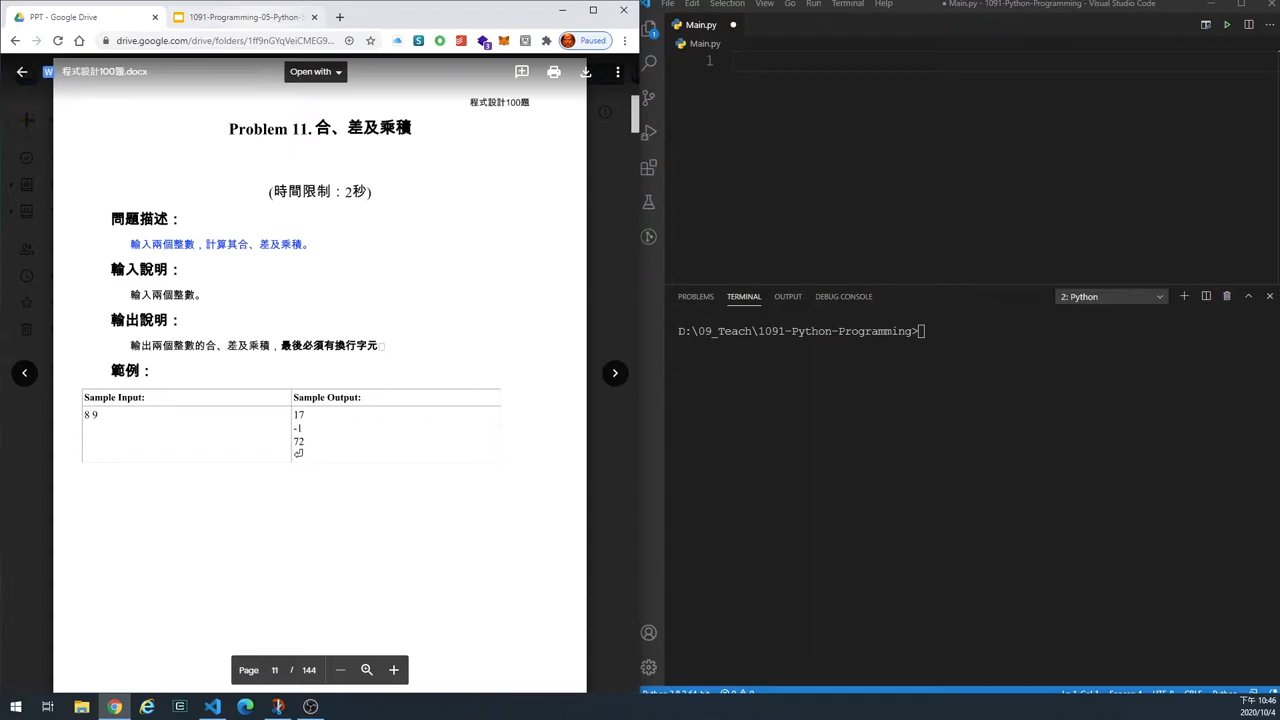 PPT - Google Drive
1091-Programming-05-Python-
drive.google.com/drive/folders/1ff9nGYqVeiCMEG9...
Paused
程式設計100題.docx
Open with
程式設計100題
Problem 11. 合、差及乘積
(時間限制：2秒)
問題描述：
輸入兩個整數，計算其合、差及乘積。
輸入說明：
輸入兩個整數。
輸出說明：
輸出兩個整數的合、差及乘積，最後必須有換行字元
範例：
Sample Input:
Sample Output:
8 9
17
-1
72
⏎
Page 11 / 144
File Edit Selection View Go Run Terminal Help
● Main.py - 1091-Python-Programming - Visual Studio Code
Main.py
Main.py
1
PROBLEMS TERMINAL OUTPUT DEBUG CONSOLE
2: Python
D:\09_Teach\1091-Python-Programming>
下午 10:46
2020/10/4